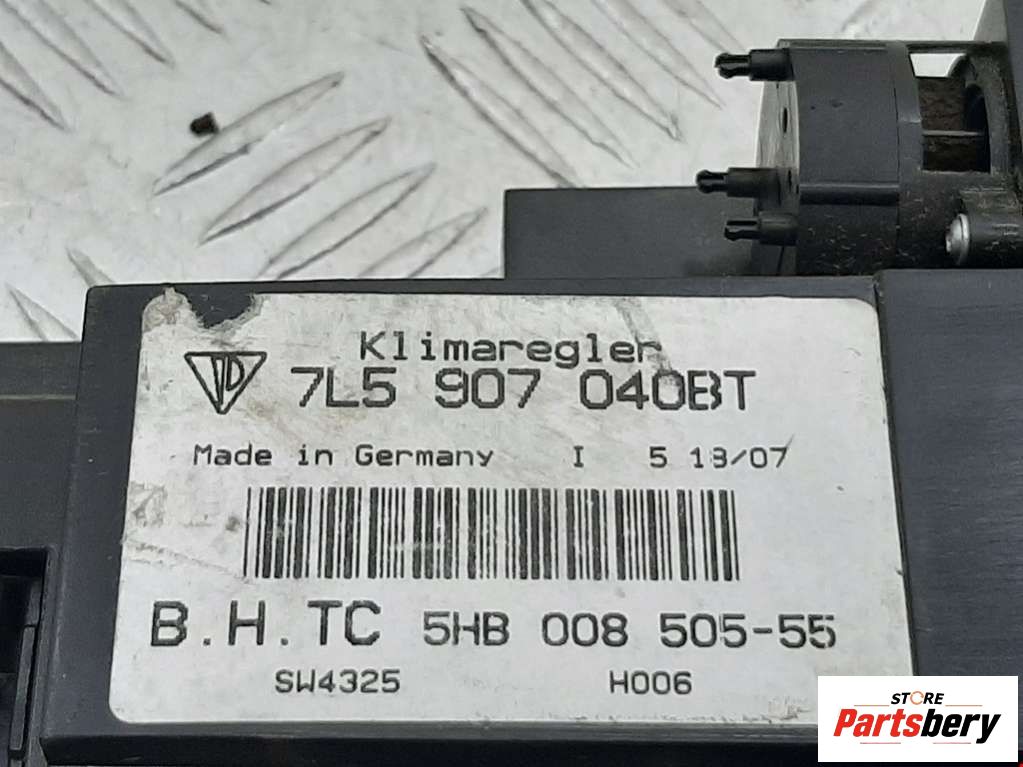 Klimaregler
7L5 907 040BT
Made in Germany I 5 18/07
B.H.TC 5HB 008 505-55
SW4325 H006
STORE
Partsbery